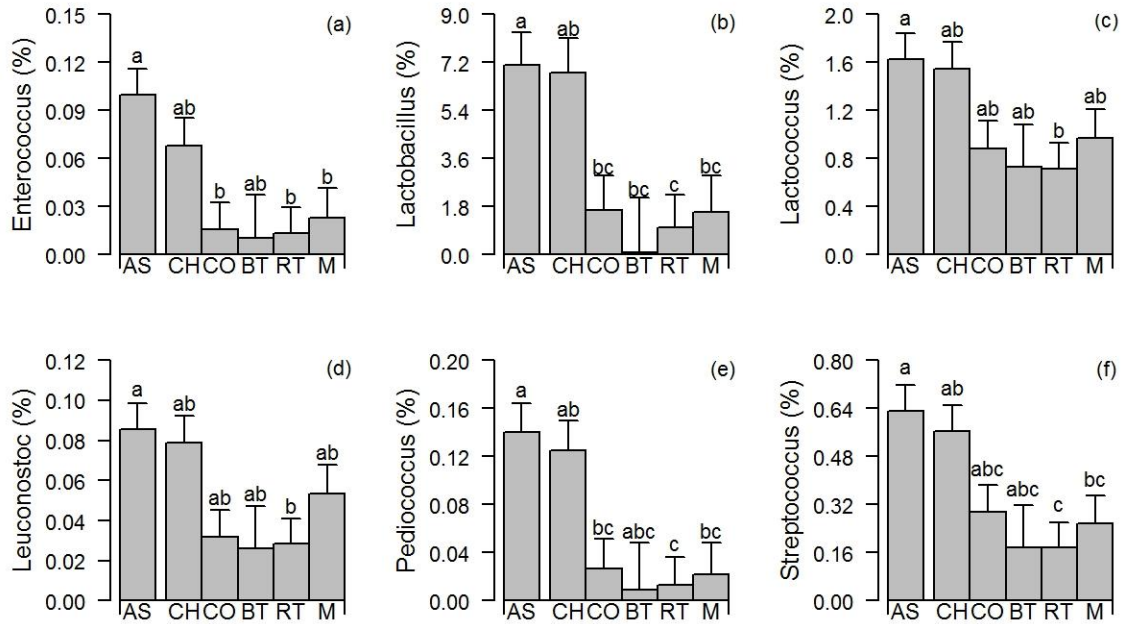 Enterococcus (%)
0.15
0.12
0.09
0.06
0.03
0.00
(a)
a
ab
b
ab
b
b
AS CH CO BT RT M
Lactobacillus (%)
9.0
7.2
5.4
3.6
1.8
0.0
(b)
a
ab
bc
bc
c
bc
AS CH CO BT RT M
Lactococcus (%)
2.0
1.6
1.2
0.8
0.4
0.0
(c)
a
ab
ab
ab
b
ab
AS CH CO BT RT M
Leuconostoc (%)
0.12
0.10
0.08
0.06
0.04
0.02
0.00
(d)
a
ab
ab
ab
b
ab
AS CH CO BT RT M
Pediococcus (%)
0.20
0.16
0.12
0.08
0.04
0.00
(e)
a
ab
bc
abc
c
bc
AS CH CO BT RT M
Streptococcus (%)
0.80
0.64
0.48
0.32
0.16
0.00
(f)
a
ab
abc
abc
c
bc
AS CH CO BT RT M